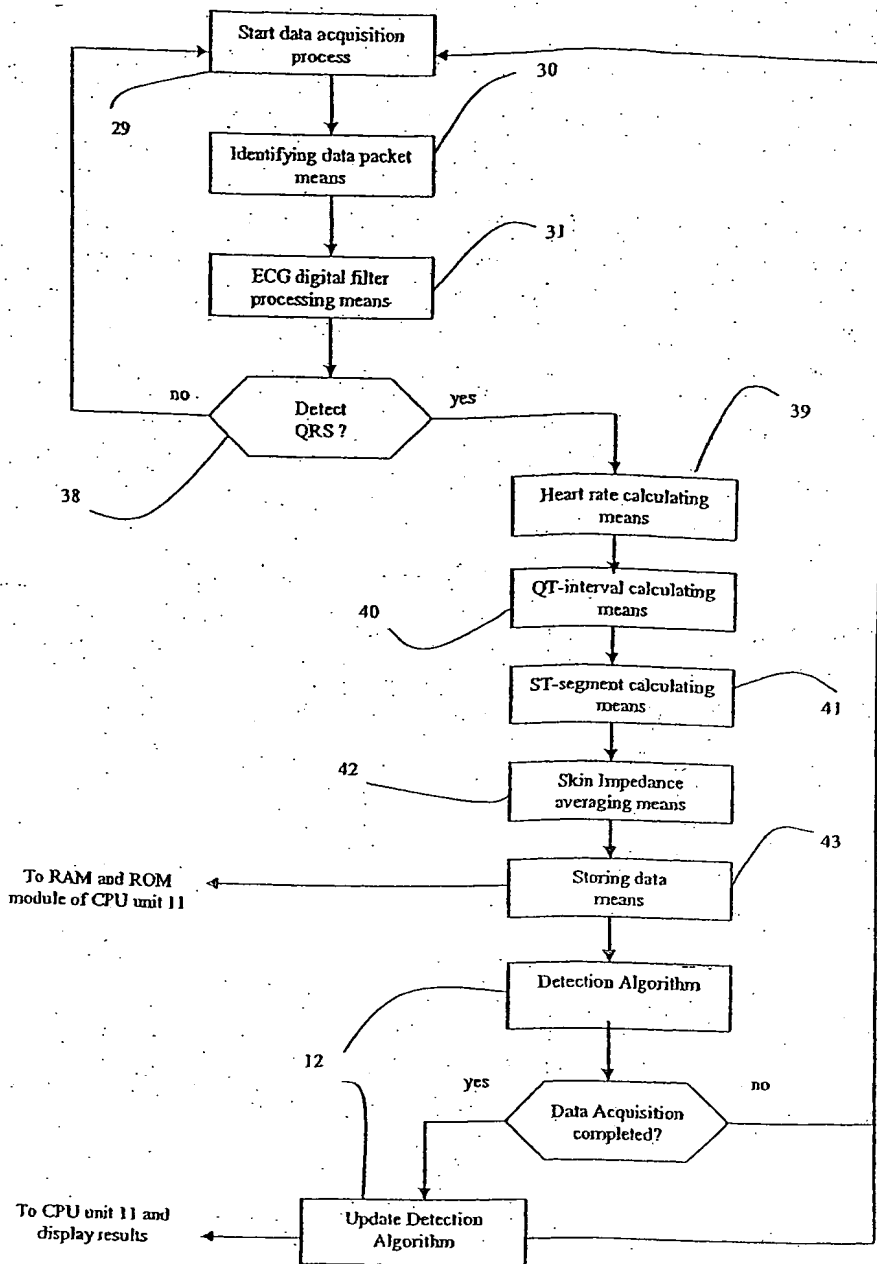 Start data acquisition
process
29
30
Identifying data packet
means
31
ECG digital filter
processing means
no
yes
Detect
QRS ?
38
39
Heart rate calculating
means
40
QT-interval calculating
means
ST-segment calculating
means
41
42
Skin Impedance
averaging means
43
To RAM and ROM
module of CPU unit 11
Storing data
means
Detection Algorithm
12
yes
no
Data Acquisition
completed?
To CPU unit 11 and
display results
Update Detection
Algorithm